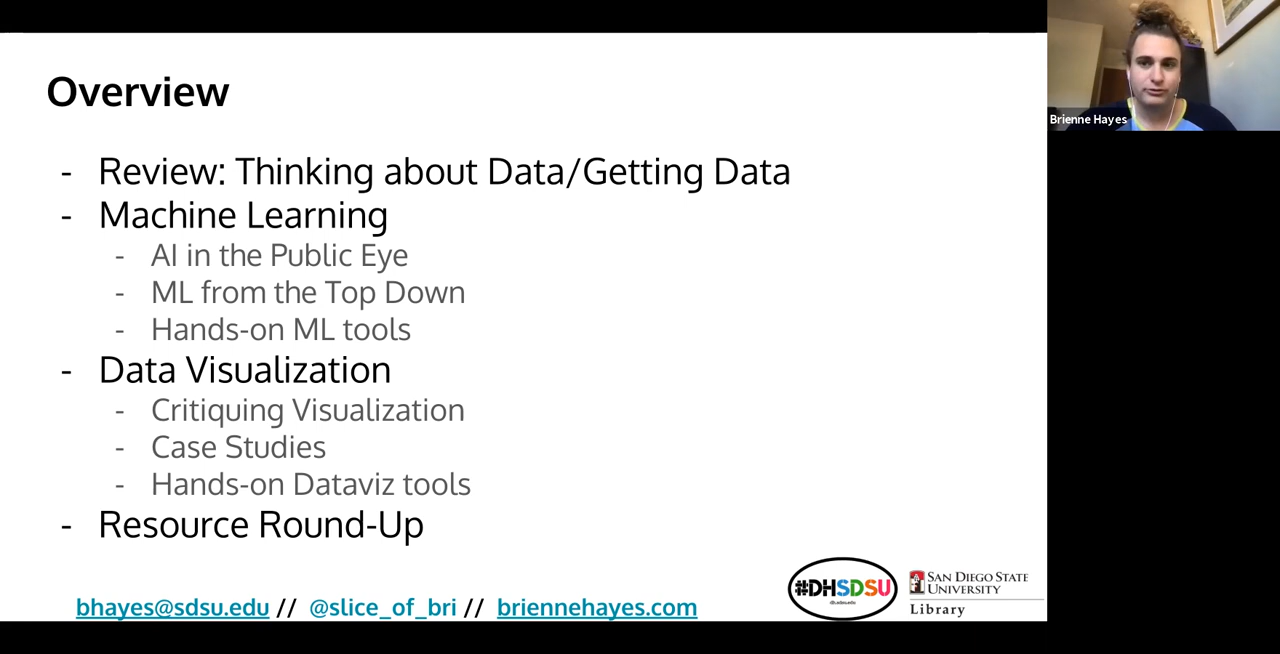 Overview
- Review: Thinking about Data/Getting Data
- Machine Learning
- AI in the Public Eye
- ML from the Top Down
- Hands-on ML tools
- Data Visualization
- Critiquing Visualization
- Case Studies
- Hands-on Dataviz tools
- Resource Round-Up
bhayes@sdsu.edu // @slice_of_bri // briennehayes.com
#DHSDSU
SAN DIEGO STATE
UNIVERSITY
Library
Brienne Hayes